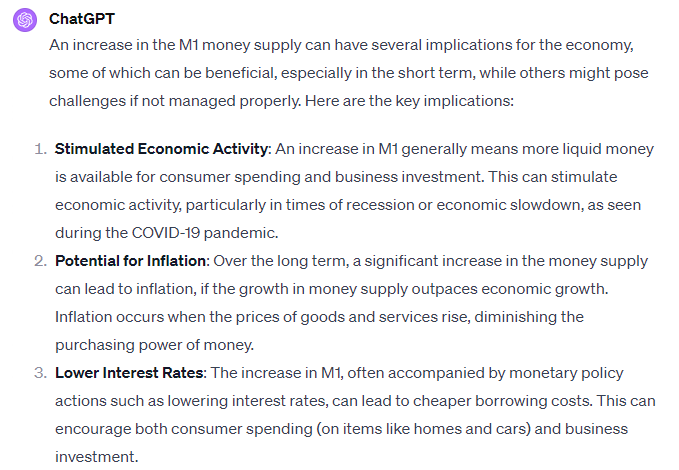 ChatGPT
An increase in the M1 money supply can have several implications for the economy,
some of which can be beneficial, especially in the short term, while others might pose
challenges if not managed properly. Here are the key implications:
1. Stimulated Economic Activity: An increase in M1 generally means more liquid money
is available for consumer spending and business investment. This can stimulate
economic activity, particularly in times of recession or economic slowdown, as seen
during the COVID-19 pandemic.
2. Potential for Inflation: Over the long term, a significant increase in the money supply
can lead to inflation, if the growth in money supply outpaces economic growth.
Inflation occurs when the prices of goods and services rise, diminishing the
purchasing power of money.
3. Lower Interest Rates: The increase in M1, often accompanied by monetary policy
actions such as lowering interest rates, can lead to cheaper borrowing costs. This can
encourage both consumer spending (on items like homes and cars) and business
investment.